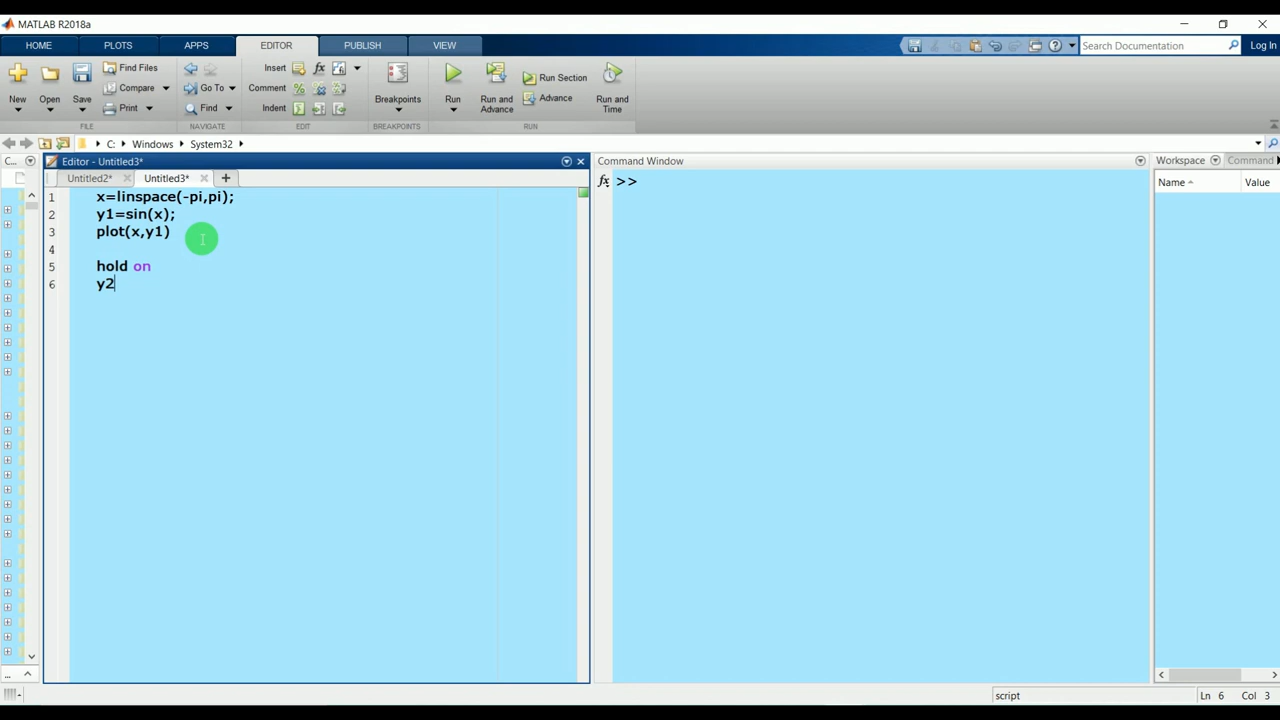 MATLAB R2018a
HOME PLOTS APPS EDITOR PUBLISH VIEW Search Documentation Log In
New Open Save Find Files Compare Print
Go To Find
Insert fx Comment % Indent
Breakpoints
Run Run and Advance Run Section Advance Run and Time
FILE NAVIGATE EDIT BREAKPOINTS RUN
C: Windows System32
C... Editor - Untitled3* Command Window Workspace Command
Untitled2* Untitled3* +
Name Value
1 x=linspace(-pi,pi);
2 y1=sin(x);
3 plot(x,y1)
4
5 hold on
6 y2
fx >>
...
script Ln 6 Col 3